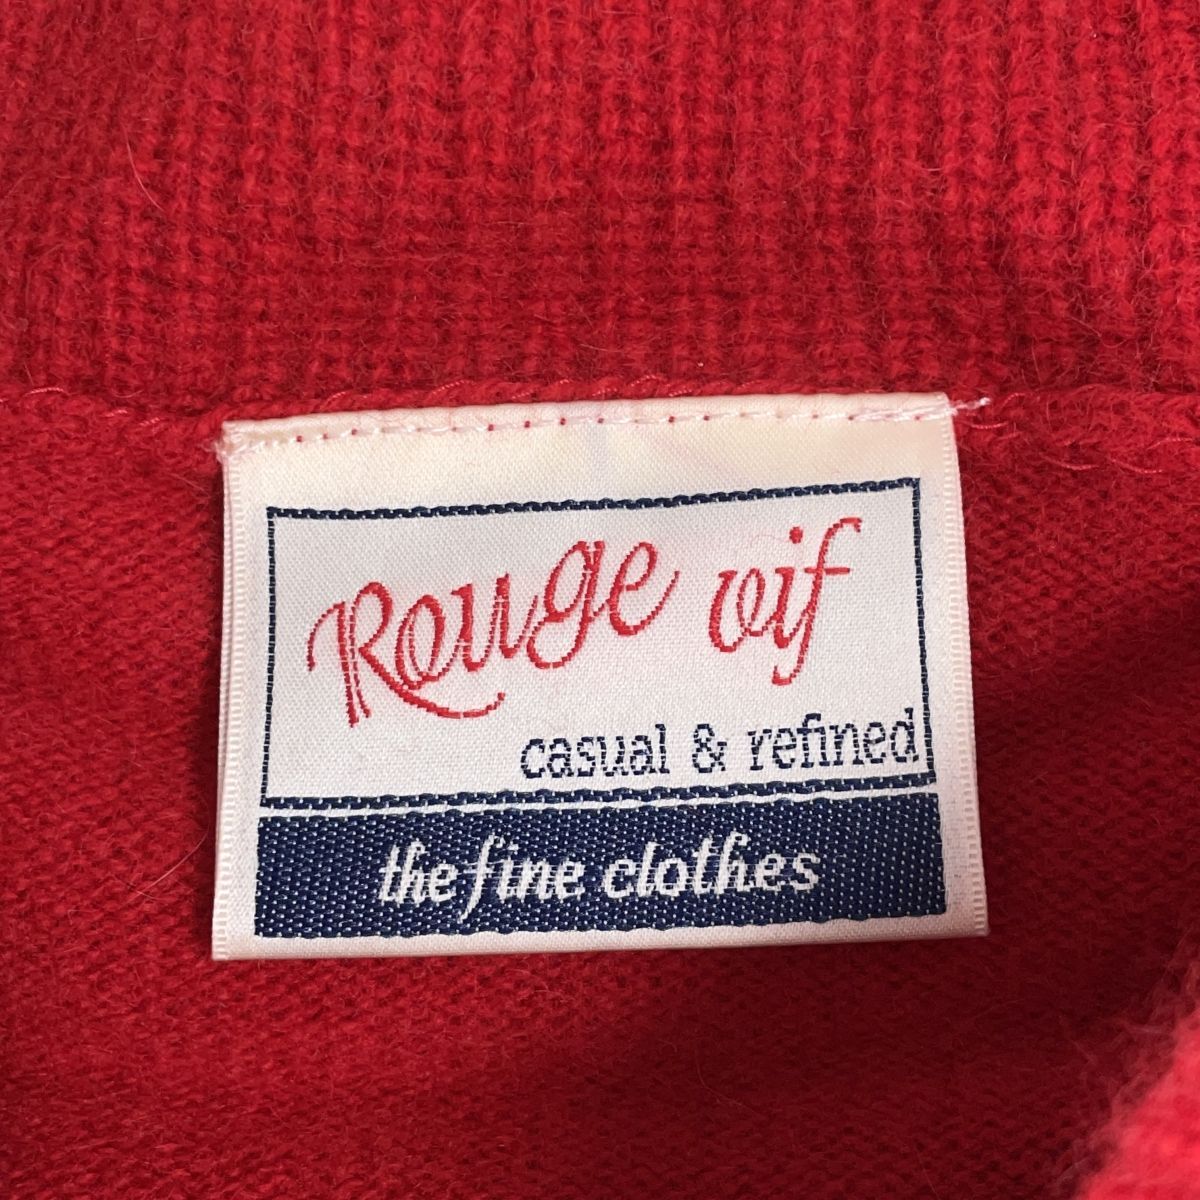 Rouge vif
casual & refined
the fine clothes